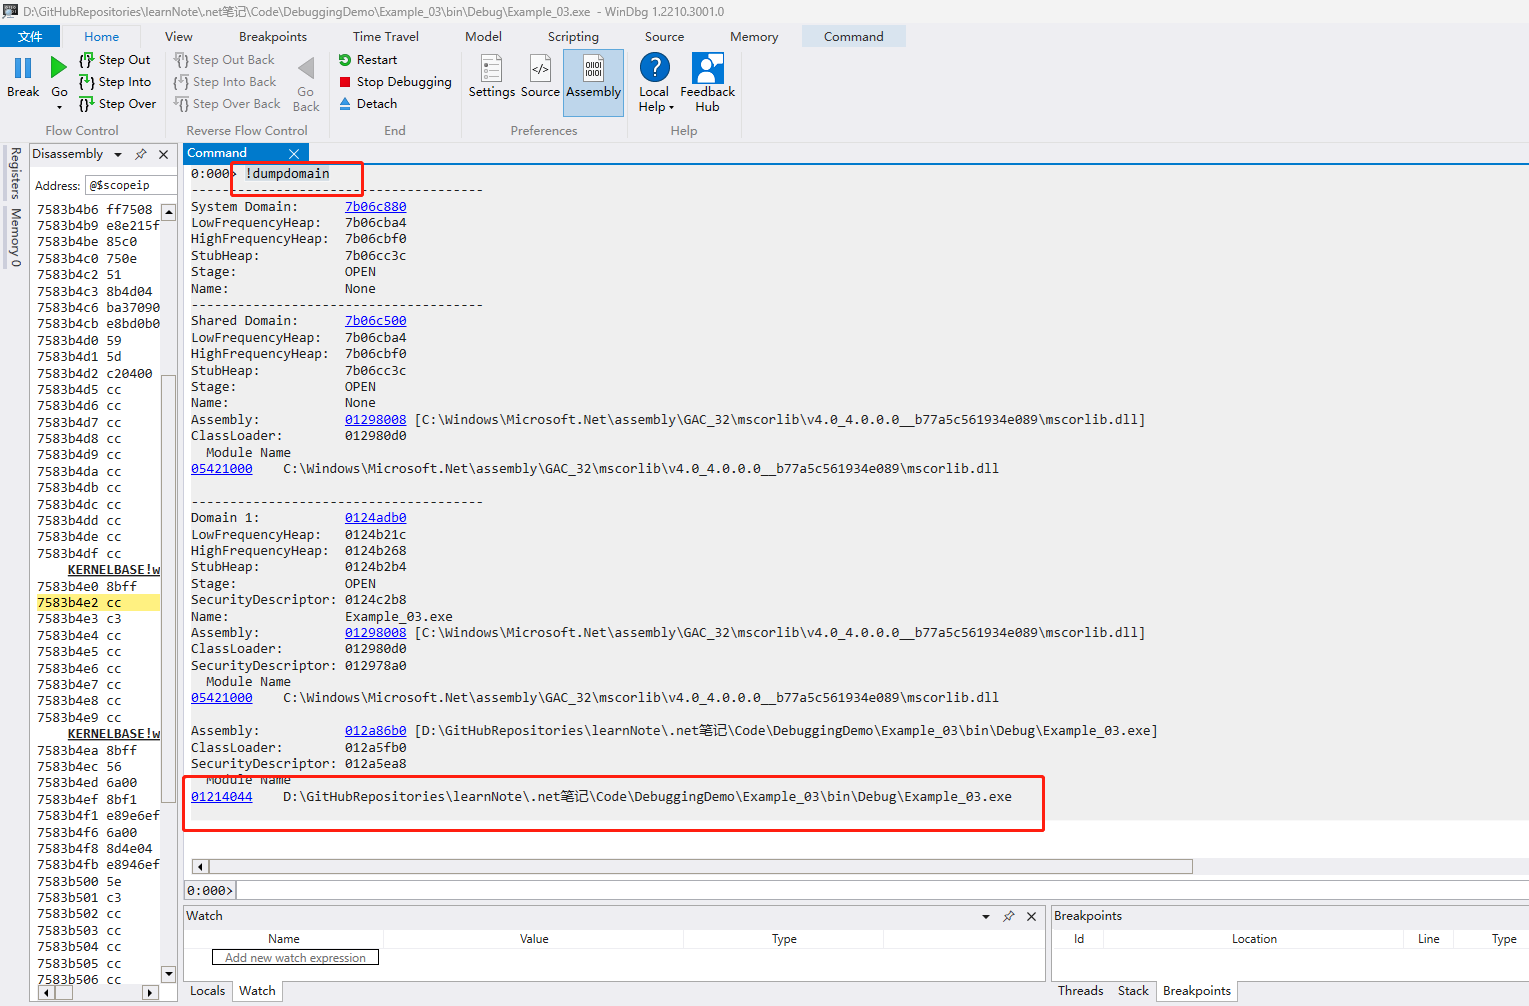 D:\GitHubRepositories\learnNote\.net笔记\Code\DebuggingDemo\Example_03\bin\Debug\Example_03.exe - WinDbg 1.2210.3001.0
文件 Home View Breakpoints Time Travel Model Scripting Source Memory Command
Step Out Step Out Back Restart
Step Into Step Into Back Stop Debugging
Break Go Step Over Step Over Back Go Back Detach Settings Source Assembly Local Help Feedback Hub
Flow Control Reverse Flow Control End Preferences Help
Registers
Memory 0
Disassembly
Address: @$scopeip
7583b4b6 ff7508
7583b4b9 e8e215f
7583b4be 85c0
7583b4c0 750e
7583b4c2 51
7583b4c3 8b4d04
7583b4c6 ba37090
7583b4cb e8bd0b0
7583b4d0 59
7583b4d1 5d
7583b4d2 c20400
7583b4d5 cc
7583b4d6 cc
7583b4d7 cc
7583b4d8 cc
7583b4d9 cc
7583b4da cc
7583b4db cc
7583b4dc cc
7583b4dd cc
7583b4de cc
7583b4df cc
KERNELBASE!w
7583b4e0 8bff
7583b4e2 cc
7583b4e3 c3
7583b4e4 cc
7583b4e5 cc
7583b4e6 cc
7583b4e7 cc
7583b4e8 cc
7583b4e9 cc
KERNELBASE!w
7583b4ea 8bff
7583b4ec 56
7583b4ed 6a00
7583b4ef 8bf1
7583b4f1 e89e6ef
7583b4f6 6a00
7583b4f8 8d4e04
7583b4fb e8946ef
7583b500 5e
7583b501 c3
7583b502 cc
7583b503 cc
7583b504 cc
7583b505 cc
7583b506 cc
Command
0:000> !dumpdomain
--------------------------------------
System Domain: 7b06c880
LowFrequencyHeap: 7b06cba4
HighFrequencyHeap: 7b06cbf0
StubHeap: 7b06cc3c
Stage: OPEN
Name: None
--------------------------------------
Shared Domain: 7b06c500
LowFrequencyHeap: 7b06cba4
HighFrequencyHeap: 7b06cbf0
StubHeap: 7b06cc3c
Stage: OPEN
Name: None
Assembly: 01298008 [C:\Windows\Microsoft.Net\assembly\GAC_32\mscorlib\v4.0_4.0.0.0__b77a5c561934e089\mscorlib.dll]
ClassLoader: 012980d0
Module Name
05421000 C:\Windows\Microsoft.Net\assembly\GAC_32\mscorlib\v4.0_4.0.0.0__b77a5c561934e089\mscorlib.dll
--------------------------------------
Domain 1: 0124adb0
LowFrequencyHeap: 0124b21c
HighFrequencyHeap: 0124b268
StubHeap: 0124b2b4
Stage: OPEN
SecurityDescriptor: 0124c2b8
Name: Example_03.exe
Assembly: 01298008 [C:\Windows\Microsoft.Net\assembly\GAC_32\mscorlib\v4.0_4.0.0.0__b77a5c561934e089\mscorlib.dll]
ClassLoader: 012980d0
SecurityDescriptor: 012978a0
Module Name
05421000 C:\Windows\Microsoft.Net\assembly\GAC_32\mscorlib\v4.0_4.0.0.0__b77a5c561934e089\mscorlib.dll
Assembly: 012a86b0 [D:\GitHubRepositories\learnNote\.net笔记\Code\DebuggingDemo\Example_03\bin\Debug\Example_03.exe]
ClassLoader: 012a5fb0
SecurityDescriptor: 012a5ea8
Module Name
01214044 D:\GitHubRepositories\learnNote\.net笔记\Code\DebuggingDemo\Example_03\bin\Debug\Example_03.exe
0:000>
Watch
Name Value Type
Add new watch expression
Locals Watch
Breakpoints
Id Location Line Type
Threads Stack Breakpoints